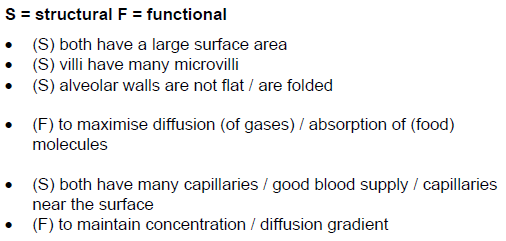 S = structural F = functional
• (S) both have a large surface area
• (S) villi have many microvilli
• (S) alveolar walls are not flat / are folded
• (F) to maximise diffusion (of gases) / absorption of (food)
molecules
• (S) both have many capillaries / good blood supply / capillaries
near the surface
• (F) to maintain concentration / diffusion gradient